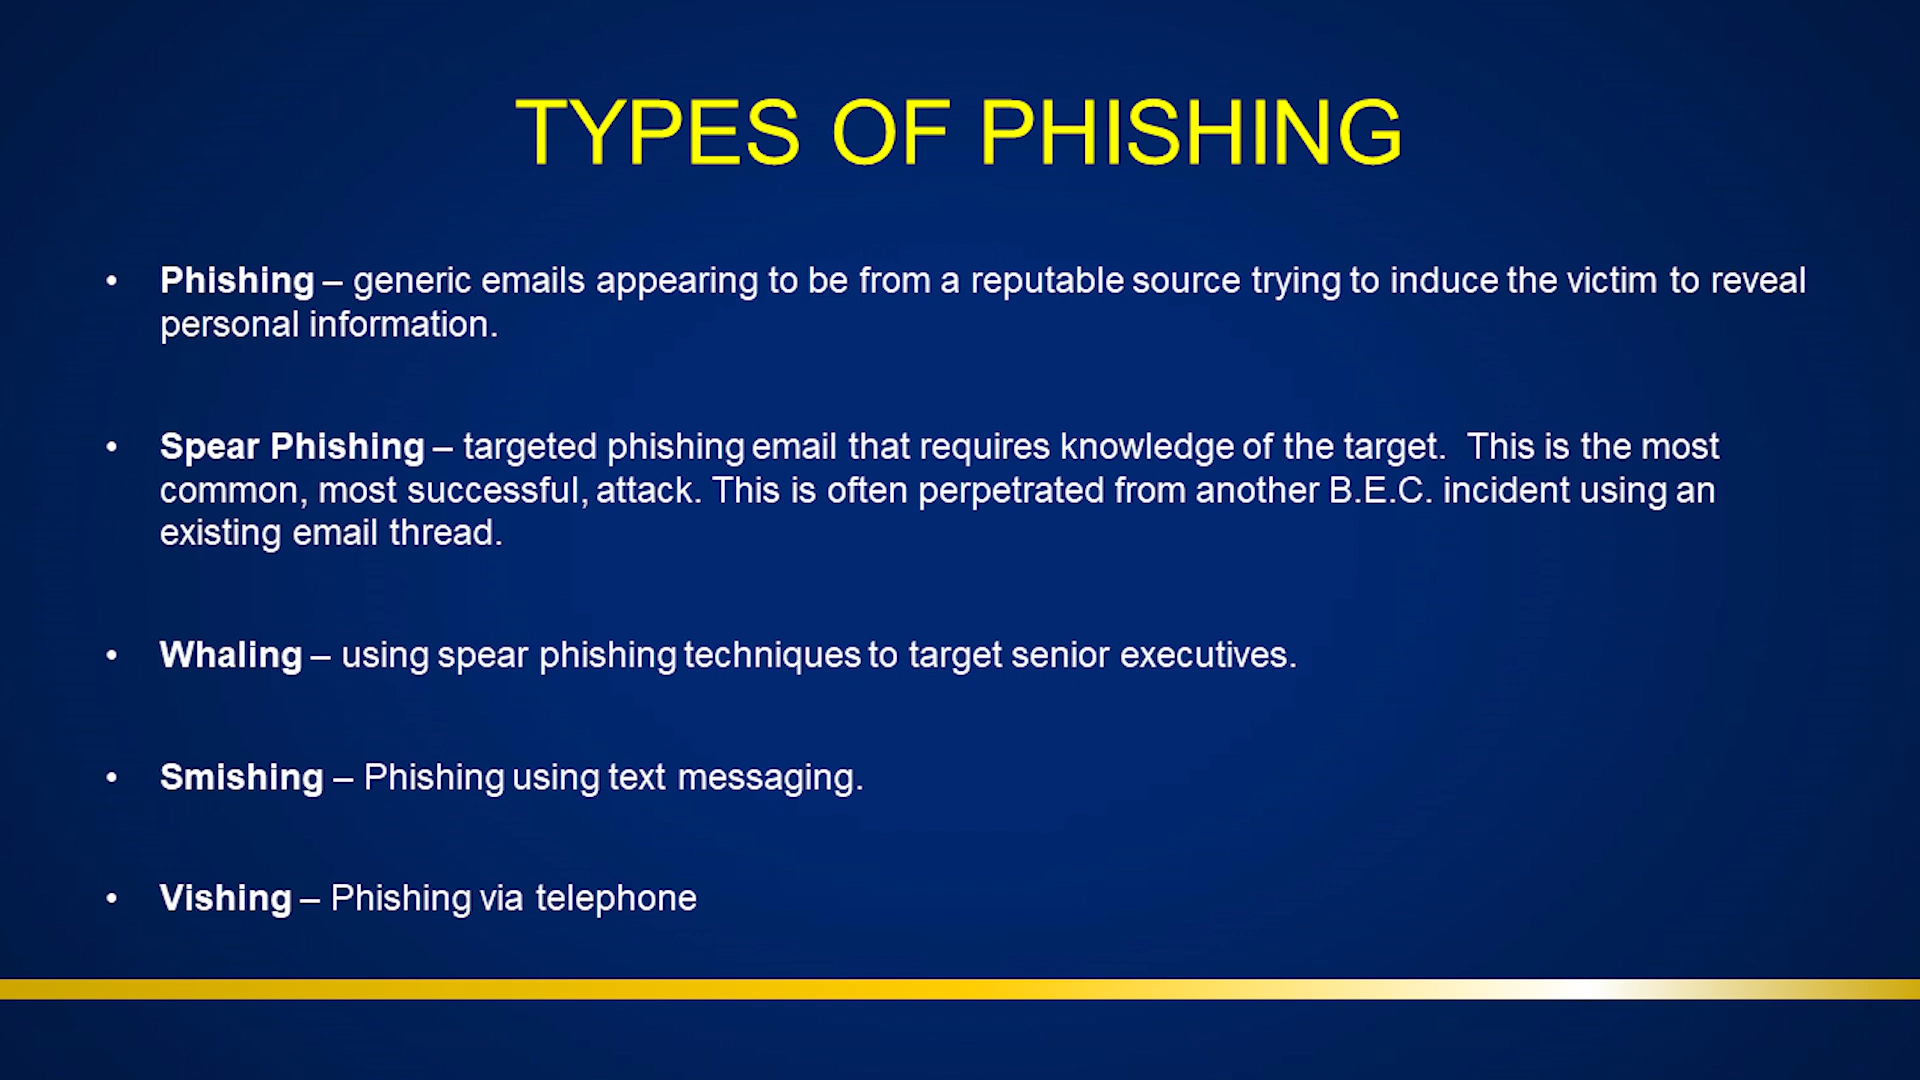 TYPES OF PHISHING
• Phishing – generic emails appearing to be from a reputable source trying to induce the victim to reveal
personal information.
• Spear Phishing – targeted phishing email that requires knowledge of the target.  This is the most
common, most successful, attack. This is often perpetrated from another B.E.C. incident using an
existing email thread.
• Whaling – using spear phishing techniques to target senior executives.
• Smishing – Phishing using text messaging.
• Vishing – Phishing via telephone